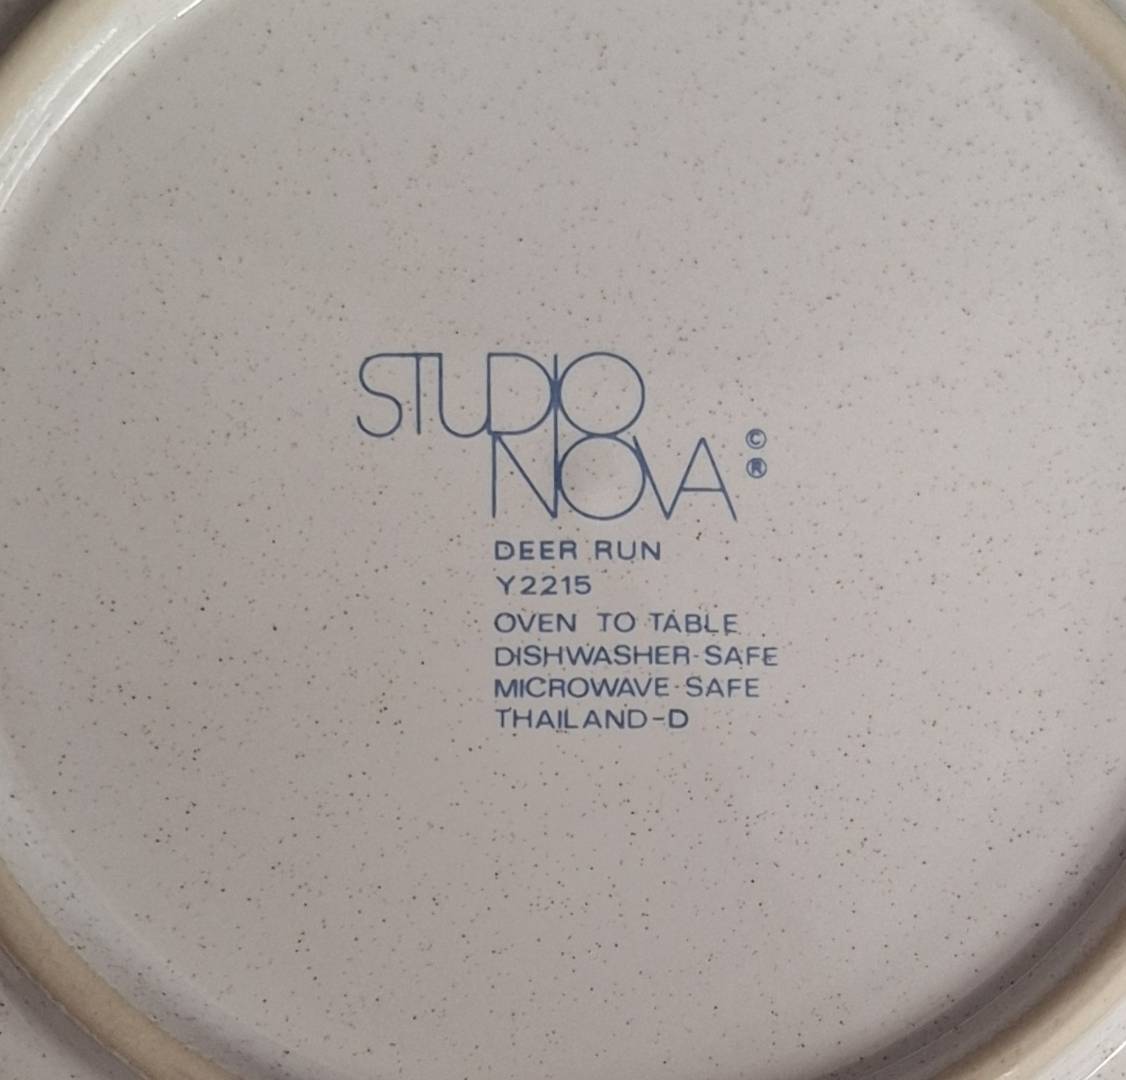 STUDIO
NOVA © ®
DEER RUN
Y2215
OVEN TO TABLE
DISHWASHER-SAFE
MICROWAVE-SAFE
THAILAND-D